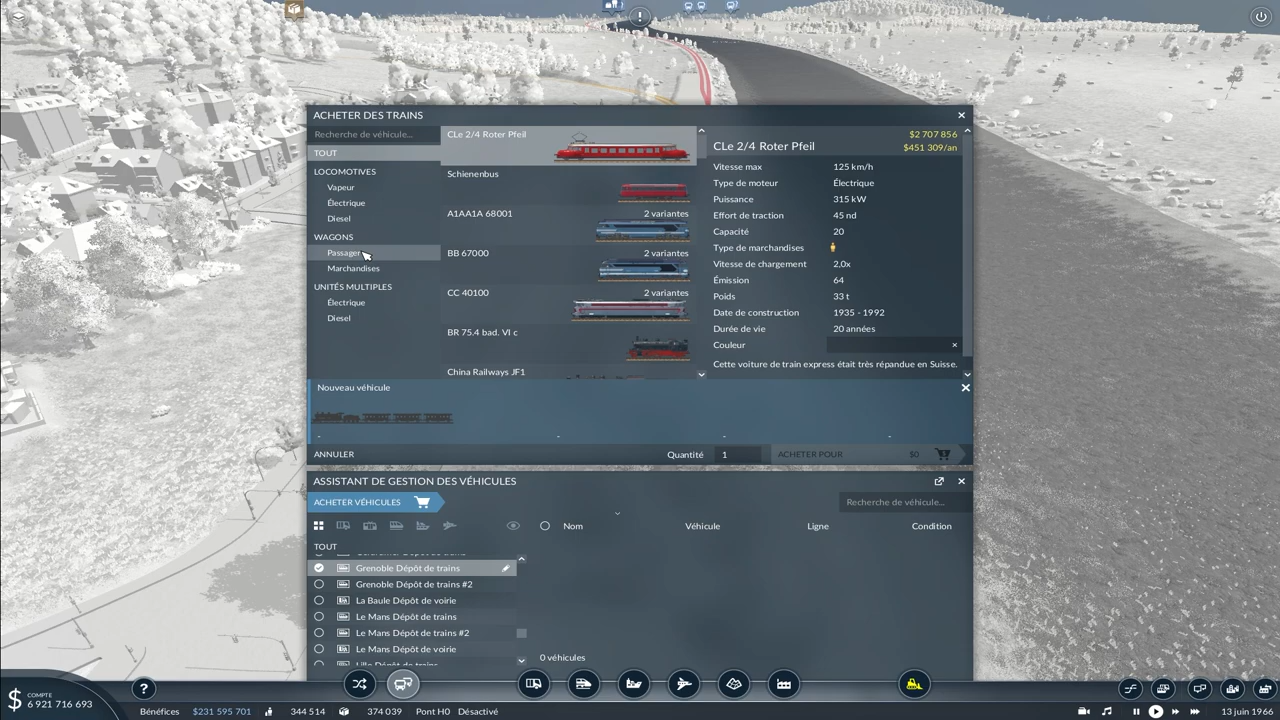 ACHETER DES TRAINS
Recherche de véhicule...
TOUT
LOCOMOTIVES
Vapeur
Électrique
Diesel
WAGONS
Passager
Marchandises
UNITÉS MULTIPLES
Électrique
Diesel
CLe 2/4 Roter Pfeil
Schienenbus
A1AA1A 68001 2 variantes
BB 67000 2 variantes
CC 40100 2 variantes
BR 75.4 bad. VI c
China Railways JF1
$2 707 856
CLe 2/4 Roter Pfeil $451 309/an
Vitesse max 125 km/h
Type de moteur Électrique
Puissance 315 kW
Effort de traction 45 nd
Capacité 20
Type de marchandises
Vitesse de chargement 2,0x
Émission 64
Poids 33 t
Date de construction 1935 - 1992
Durée de vie 20 années
Couleur
Cette voiture de train express était très répandue en Suisse.
Nouveau véhicule
- - - -
ANNULER Quantité 1 ACHETER POUR $0
ASSISTANT DE GESTION DES VÉHICULES
ACHETER VÉHICULES Recherche de véhicule...
Nom Véhicule Ligne Condition
TOUT
Grenoble Dépôt de trains
Grenoble Dépôt de trains #2
La Baule Dépôt de voirie
Le Mans Dépôt de trains
Le Mans Dépôt de trains #2
Le Mans Dépôt de voirie
Lille Dépôt de trains
0 véhicules
COMPTE
$ 6 921 716 693
?
Bénéfices $231 595 701 344 514 374 039 Pont H0 Désactivé 13 juin 1966